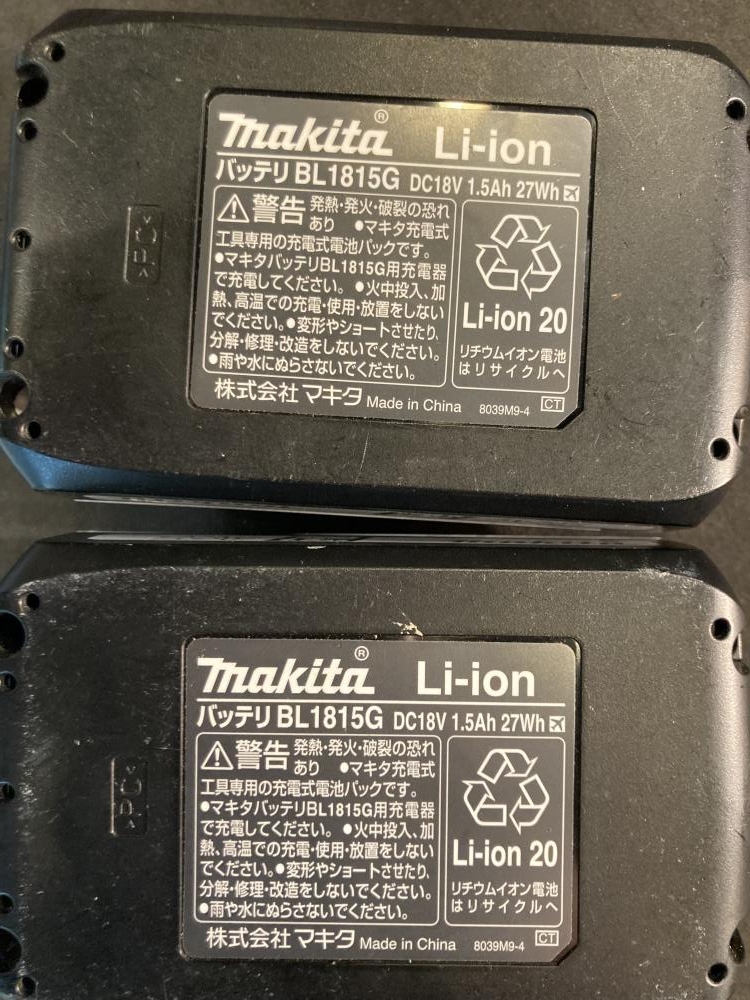 makita® Li-ion
バッテリ BL1815G DC18V 1.5Ah 27Wh
警告 発熱・発火・破裂の恐れ
あり ●マキタ充電式
工具専用の充電式電池パックです。
●マキタバッテリBL1815G用充電器
で充電してください。●火中投入、加
熱、高温での充電・使用・放置をしない
でください。●変形やショートさせたり、
分解・修理・改造をしないでください。
●雨や水にぬらさないでください。
Li-ion 20
リチウムイオン電池
はリサイクルへ
株式会社マキタ Made in China 8039M9-4 CT
>PC<
makita® Li-ion
バッテリ BL1815G DC18V 1.5Ah 27Wh
警告 発熱・発火・破裂の恐れ
あり ●マキタ充電式
工具専用の充電式電池パックです。
●マキタバッテリBL1815G用充電器
で充電してください。●火中投入、加
熱、高温での充電・使用・放置をしない
でください。●変形やショートさせたり、
分解・修理・改造をしないでください。
●雨や水にぬらさないでください。
Li-ion 20
リチウムイオン電池
はリサイクルへ
株式会社マキタ Made in China 8039M9-4 CT
>PC<